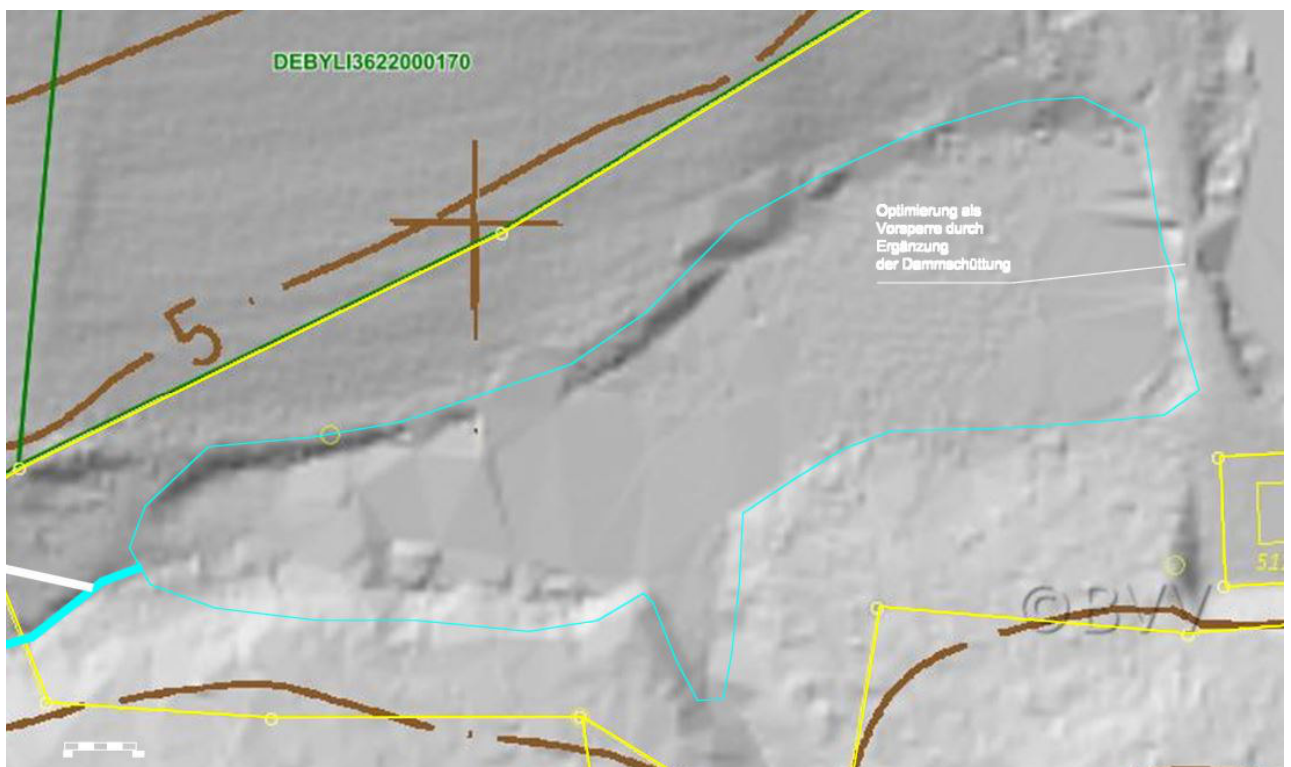 DEBYLI3622000170
Optimierung als
Vorsperre durch
Ergänzung
der Dammschüttung
5
©BVV